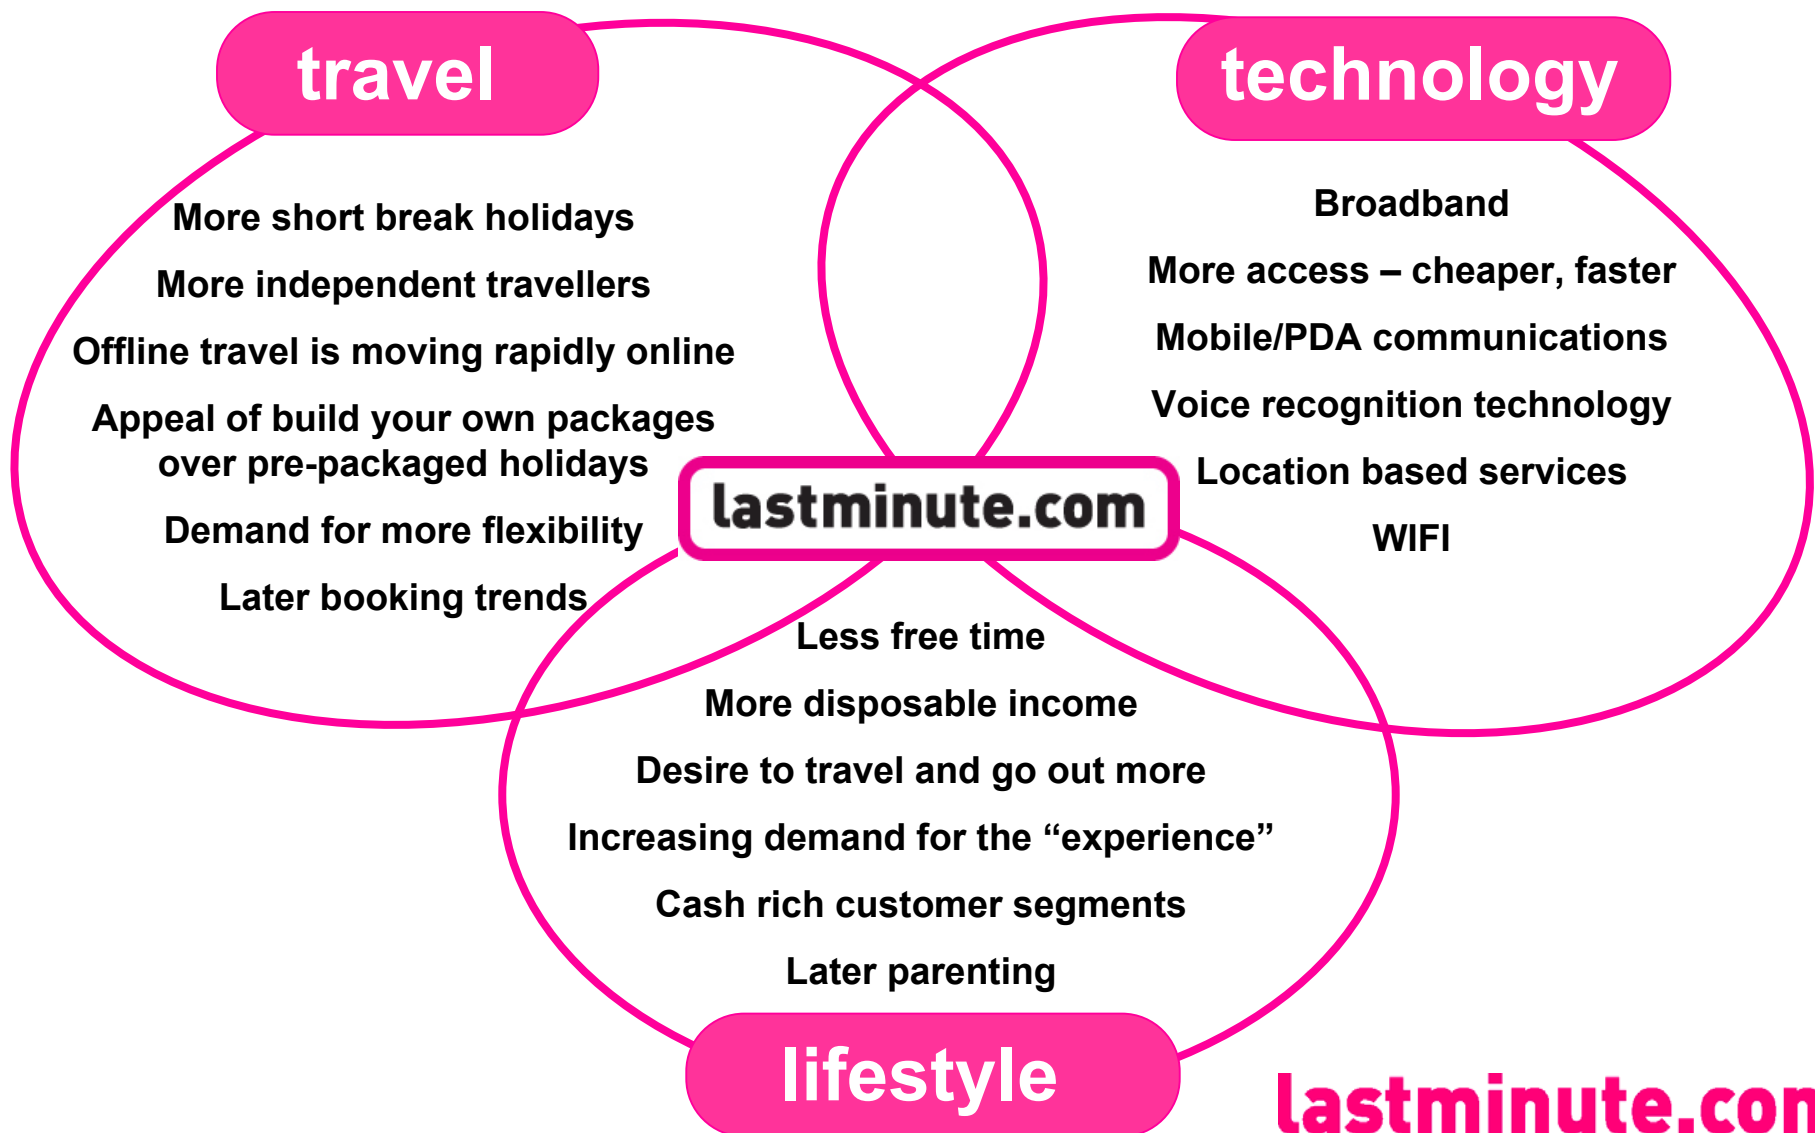 travel
More short break holidays
More independent travellers
Offline travel is moving rapidly online
Appeal of build your own packages
over pre-packaged holidays
Demand for more flexibility
Later booking trends
technology
Broadband
More access – cheaper, faster
Mobile/PDA communications
Voice recognition technology
Location based services
WIFI
lastminute.com
Less free time
More disposable income
Desire to travel and go out more
Increasing demand for the “experience”
Cash rich customer segments
Later parenting
lifestyle
lastminute.com